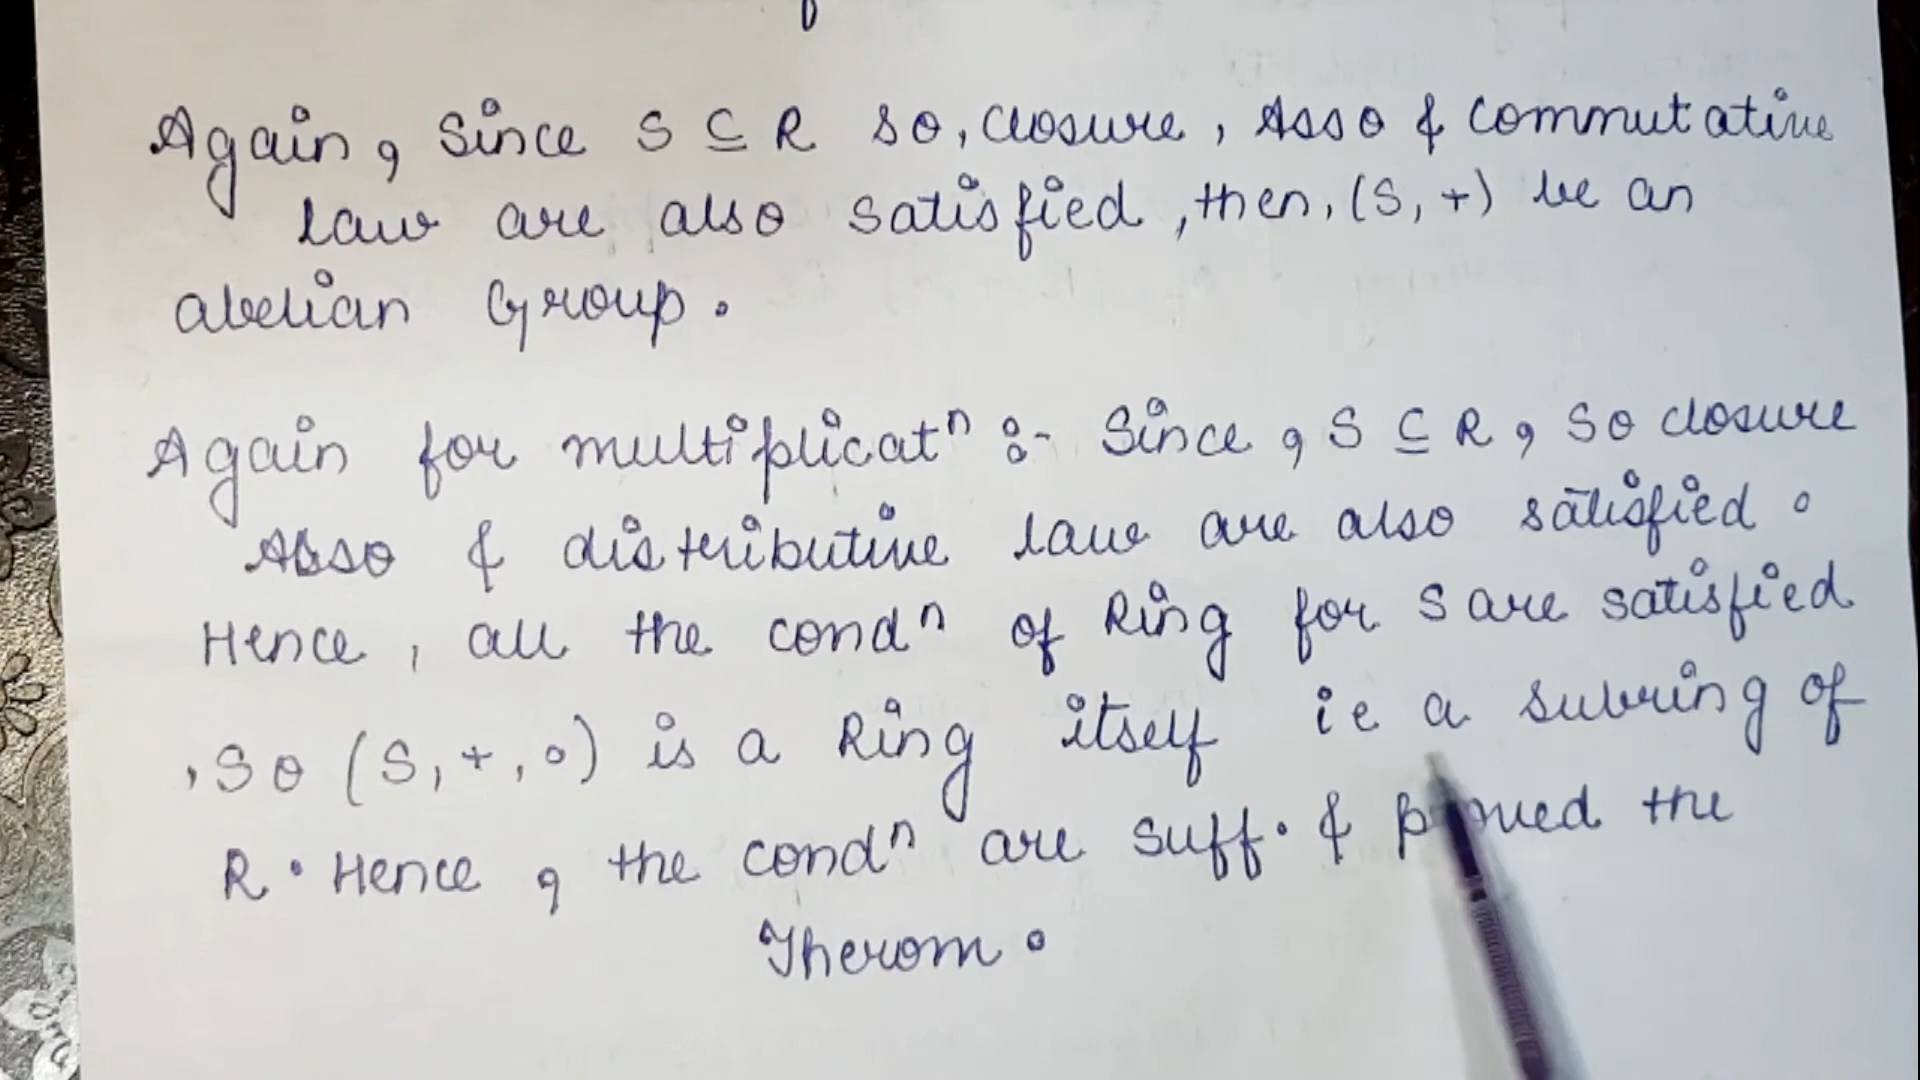 Again, Since S ⊆ R so, closure, Asso & commutative
law are also satisfied, then, (S, +) be an
abelian Group.
Again for multiplicatⁿ :- Since, S ⊆ R, so closure
Asso & distributive law are also satisfied.
Hence, all the condⁿ of Ring for S are satisfied
, so (S, +, ∘) is a Ring itself ie a subring of
R. Hence, the condⁿ are suff. & proved the
Therom.